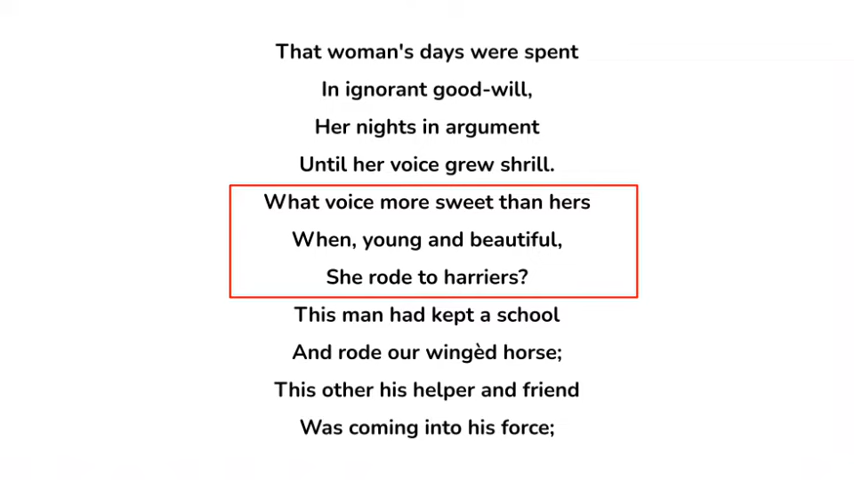 That woman's days were spent
In ignorant good-will,
Her nights in argument
Until her voice grew shrill.
What voice more sweet than hers
When, young and beautiful,
She rode to harriers?
This man had kept a school
And rode our wingèd horse;
This other his helper and friend
Was coming into his force;